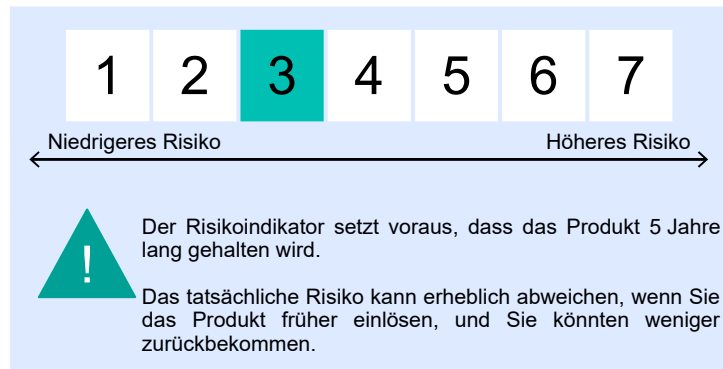 1 2 3 4 5 6 7
Niedrigeres Risiko Höheres Risiko
!
Der Risikoindikator setzt voraus, dass das Produkt 5 Jahre
lang gehalten wird.
Das tatsächliche Risiko kann erheblich abweichen, wenn Sie
das Produkt früher einlösen, und Sie könnten weniger
zurückbekommen.